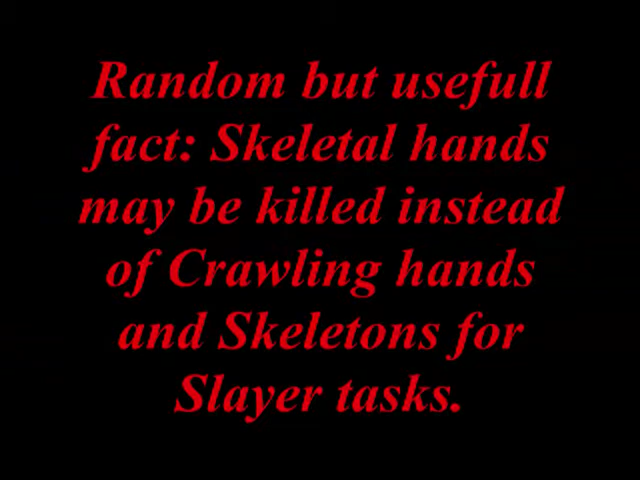 Random but usefull
fact: Skeletal hands
may be killed instead
of Crawling hands
and Skeletons for
Slayer tasks.